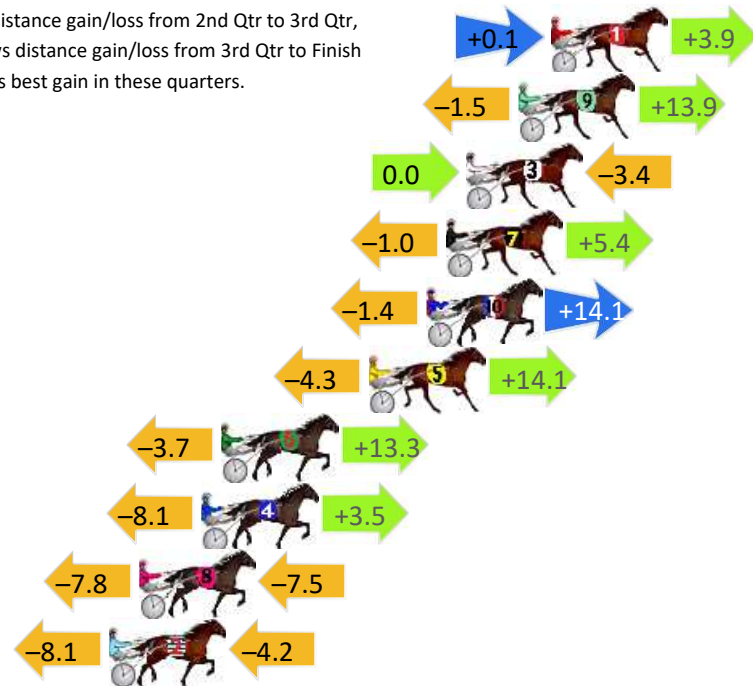 istance gain/loss from 2nd Qtr to 3rd Qtr,
vs distance gain/loss from 3rd Qtr to Finish
s best gain in these quarters.
+0.1 1 +3.9
–1.5 9 +13.9
0.0 3 –3.4
–1.0 7 +5.4
–1.4 10 +14.1
–4.3 5 +14.1
–3.7 6 +13.3
–8.1 4 +3.5
–7.8 8 –7.5
–8.1 2 –4.2